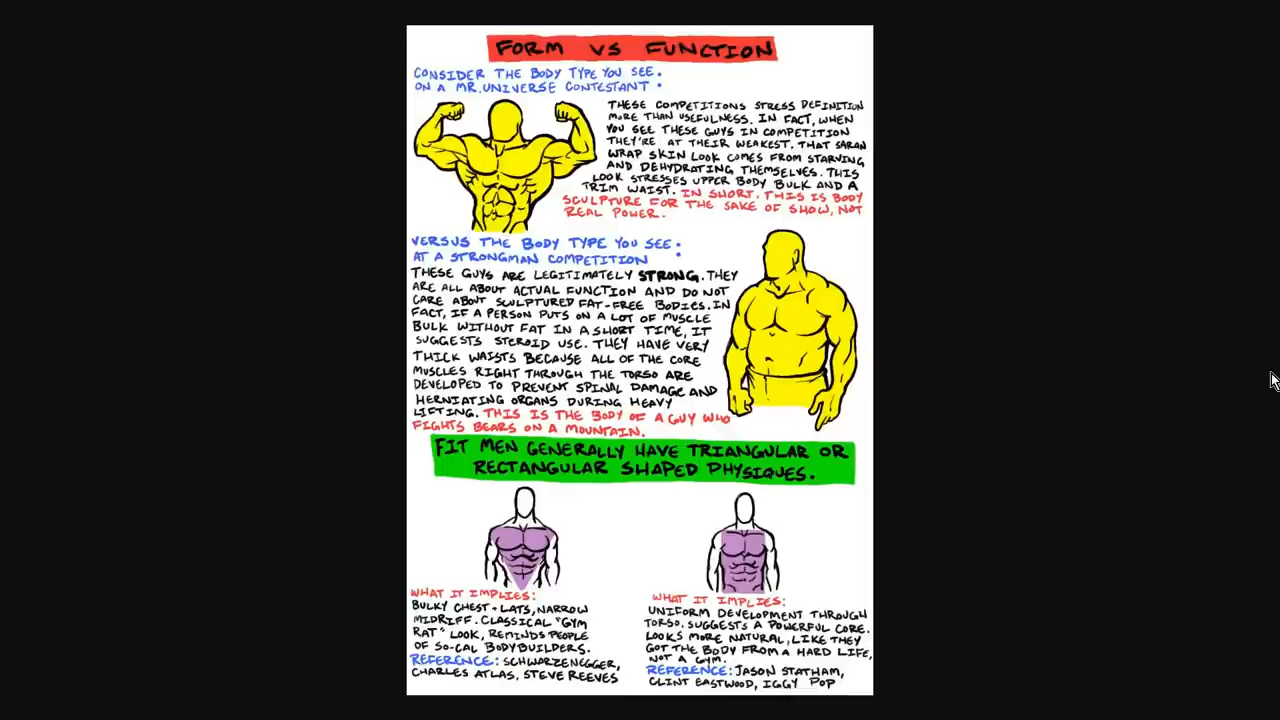 FORM VS FUNCTION
CONSIDER THE BODY TYPE YOU SEE
ON A MR. UNIVERSE CONTESTANT :
THESE COMPETITIONS STRESS DEFINITION
MORE THAN USEFULNESS. IN FACT, WHEN
YOU SEE THESE GUYS IN COMPETITION
THEY'RE AT THEIR WEAKEST. THAT SARAN
WRAP SKIN LOOK COMES FROM STARVING
AND DEHYDRATING THEMSELVES. THIS
LOOK STRESSES UPPER BODY BULK AND A
TRIM WAIST. IN SHORT, THIS IS BODY
SCULPTURE FOR THE SAKE OF SHOW, NOT
REAL POWER.
VERSUS THE BODY TYPE YOU SEE
AT A STRONGMAN COMPETITION :
THESE GUYS ARE LEGITIMATELY STRONG. THEY
ARE ALL ABOUT ACTUAL FUNCTION AND DO NOT
CARE ABOUT SCULPTURED FAT-FREE BODIES. IN
FACT, IF A PERSON PUTS ON A LOT OF MUSCLE
BULK WITHOUT FAT IN A SHORT TIME, IT
SUGGESTS STEROID USE. THEY HAVE VERY
THICK WAISTS BECAUSE ALL OF THE CORE
MUSCLES RIGHT THROUGH THE TORSO ARE
DEVELOPED TO PREVENT SPINAL DAMAGE AND
HERNIATING ORGANS DURING HEAVY
LIFTING. THIS IS THE BODY OF A GUY WHO
FIGHTS BEARS ON A MOUNTAIN.
FIT MEN GENERALLY HAVE TRIANGULAR OR
RECTANGULAR SHAPED PHYSIQUES.
WHAT IT IMPLIES:
BULKY CHEST + LATS, NARROW
MIDRIFF. CLASSICAL "GYM
RAT" LOOK, REMINDS PEOPLE
OF SO-CAL BODYBUILDERS.
REFERENCE: SCHWARZENEGGER,
CHARLES ATLAS, STEVE REEVES
WHAT IT IMPLIES:
UNIFORM DEVELOPMENT THROUGH
TORSO, SUGGESTS A POWERFUL CORE.
LOOKS MORE NATURAL, LIKE THEY
GOT THE BODY FROM A HARD LIFE,
NOT A GYM.
REFERENCE: JASON STATHAM,
CLINT EASTWOOD, IGGY POP